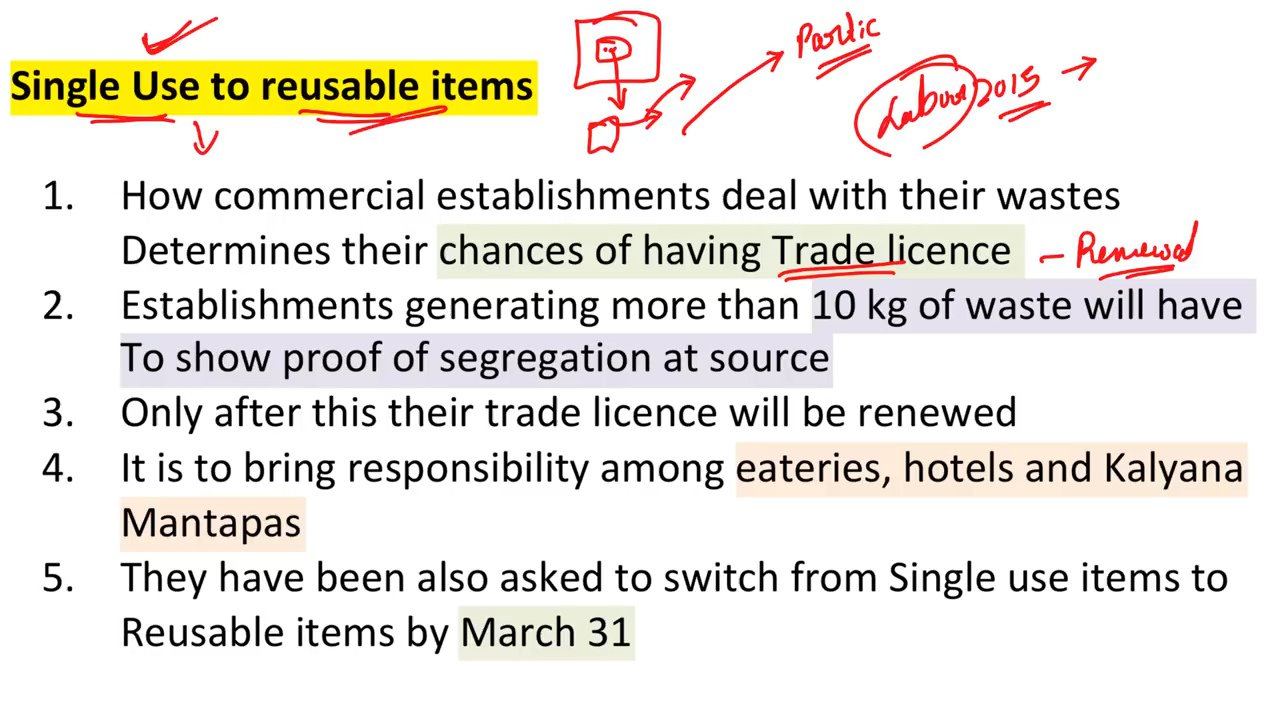 Partic
Labour 2015
Single Use to reusable items
1. How commercial establishments deal with their wastes
Determines their chances of having Trade licence - Renewal
2. Establishments generating more than 10 kg of waste will have
To show proof of segregation at source
3. Only after this their trade licence will be renewed
4. It is to bring responsibility among eateries, hotels and Kalyana
Mantapas
5. They have been also asked to switch from Single use items to
Reusable items by March 31